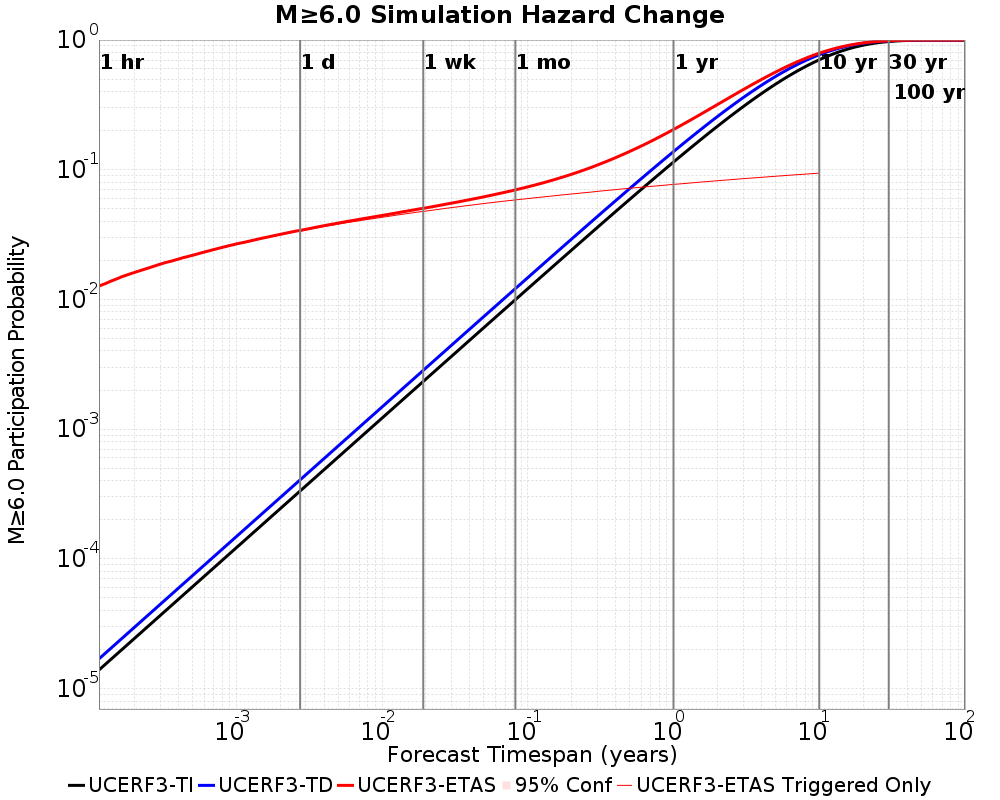 M≥6.0 Simulation Hazard Change
M≥6.0 Participation Probability
10^0
10^-1
10^-2
10^-3
10^-4
10^-5
1 hr
1 d
1 wk
1 mo
1 yr
10 yr
30 yr
100 yr
10^-3
10^-2
10^-1
10^0
10^1
10^2
Forecast Timespan (years)
UCERF3-TI UCERF3-TD UCERF3-ETAS 95% Conf UCERF3-ETAS Triggered Only